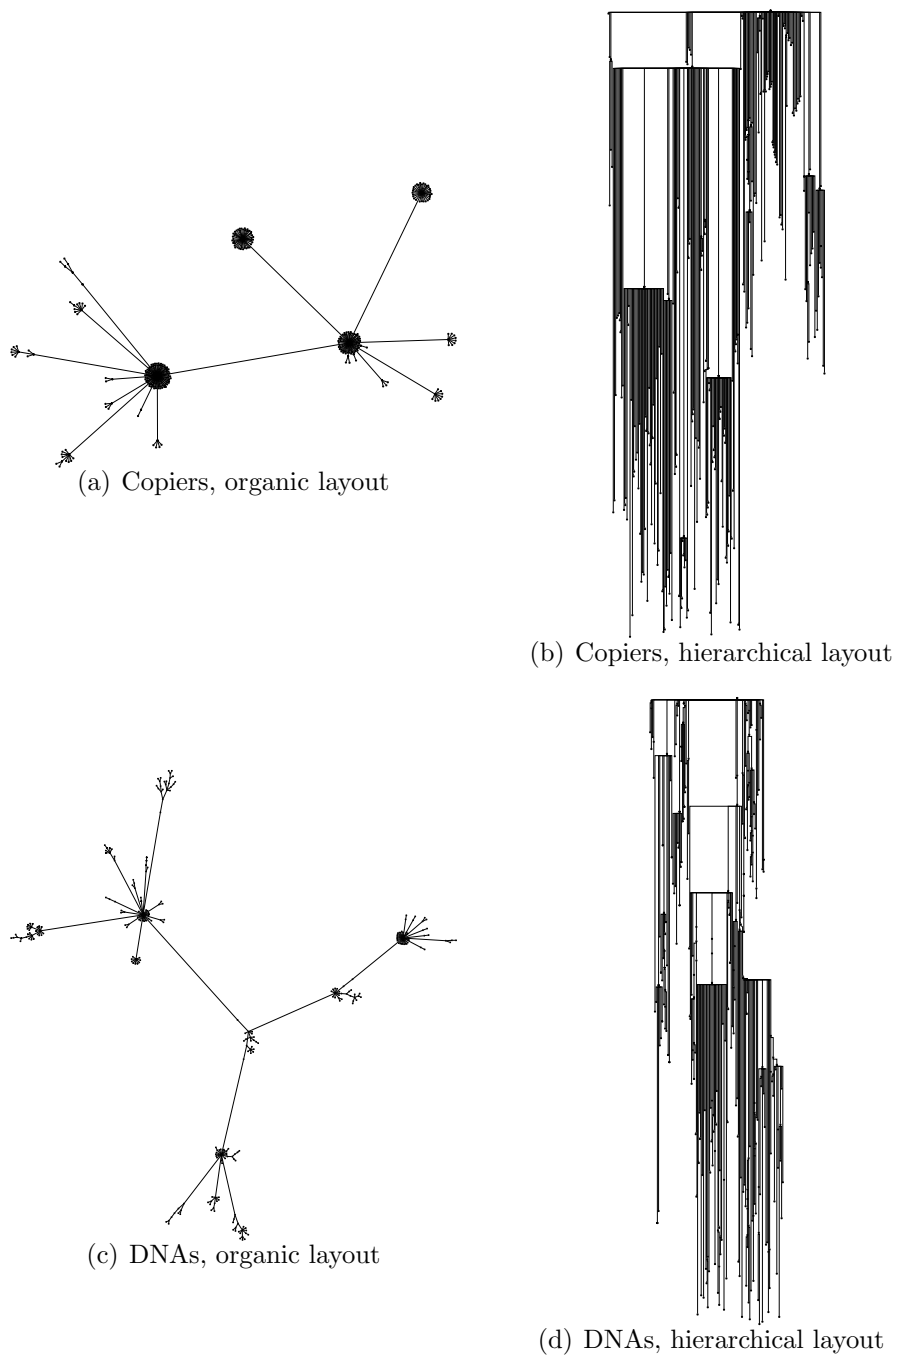 (a) Copiers, organic layout
(b) Copiers, hierarchical layout
(c) DNAs, organic layout
(d) DNAs, hierarchical layout